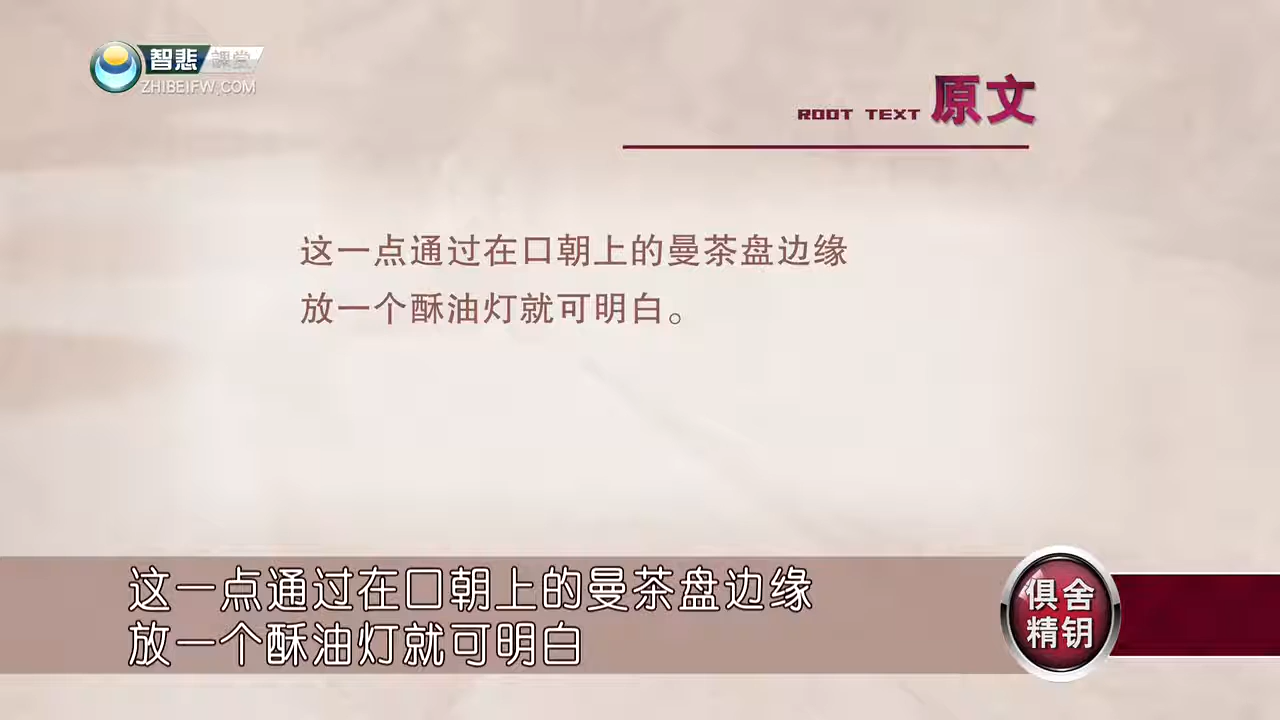 智悲 課堂
ZHIBEIFW.COM
ROOT TEXT 原文
这一点通过在口朝上的曼茶盘边缘
放一个酥油灯就可明白。
这一点通过在口朝上的曼茶盘边缘
放一个酥油灯就可明白
俱舍
精钥